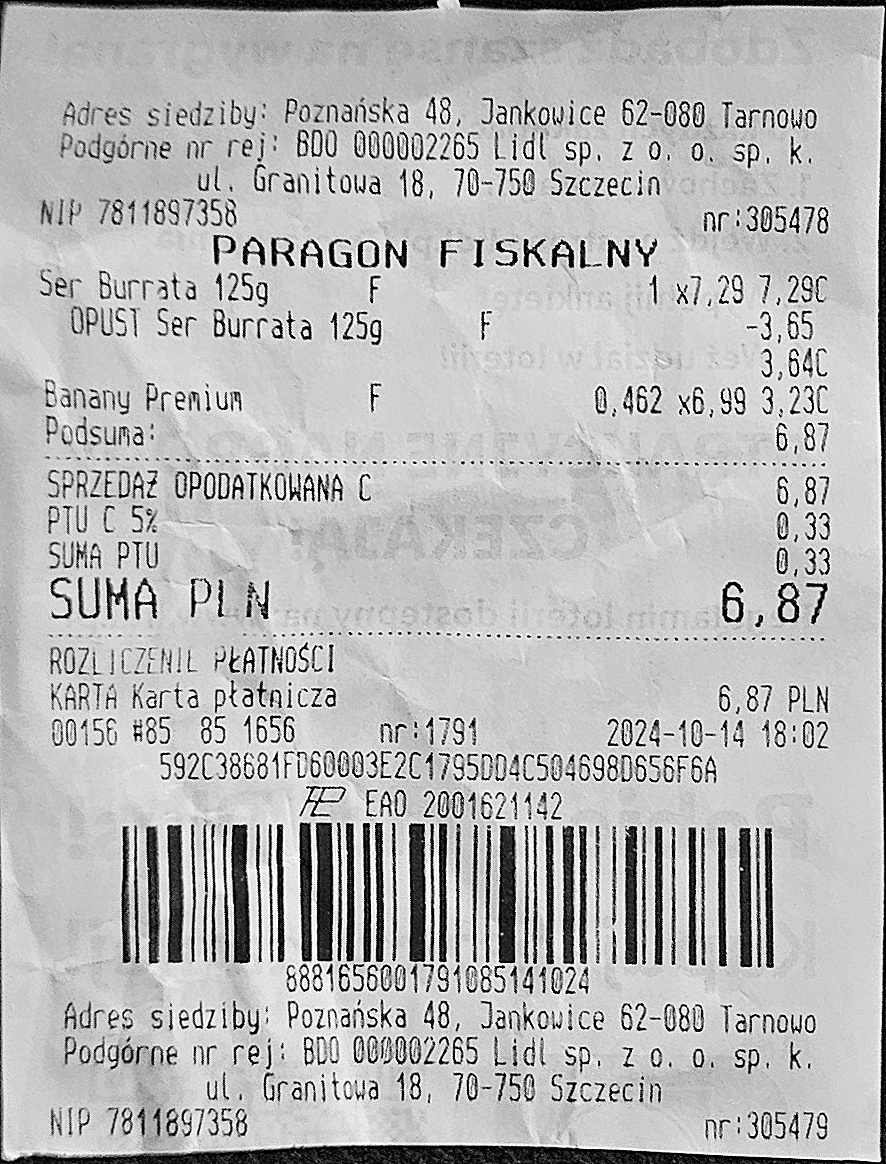 Adres siedziby: Poznańska 48, Jankowice 62-080 Tarnowo
Podgórne nr rej: BDO 000002265 Lidl sp. z o. o. sp. k.
ul. Granitowa 18, 70-750 Szczecin
NIP 7811897358 nr:305478
PARAGON FISKALNY
Ser Burrata 125g F 1 x7,29 7,29C
OPUST Ser Burrata 125g F -3,65
3,64C
Banany Premium F 0,462 x6,99 3,23C
Podsuma: 6,87
SPRZEDAŻ OPODATKOWANA C 6,87
PTU C 5% 0,33
SUMA PTU 0,33
SUMA PLN 6,87
ROZLICZENIE PŁATNOŚCI
KARTA Karta płatnicza 6,87 PLN
00156 #85 85 1656 nr:1791 2024-10-14 18:02
592C38681FD60003E2C1795DD4C504698D656F6A
EAO 2001621142
8881656001791085141024
Adres siedziby: Poznańska 48, Jankowice 62-080 Tarnowo
Podgórne nr rej: BDO 000002265 Lidl sp. z o. o. sp. k.
ul. Granitowa 18, 70-750 Szczecin
NIP 7811897358 nr:305479